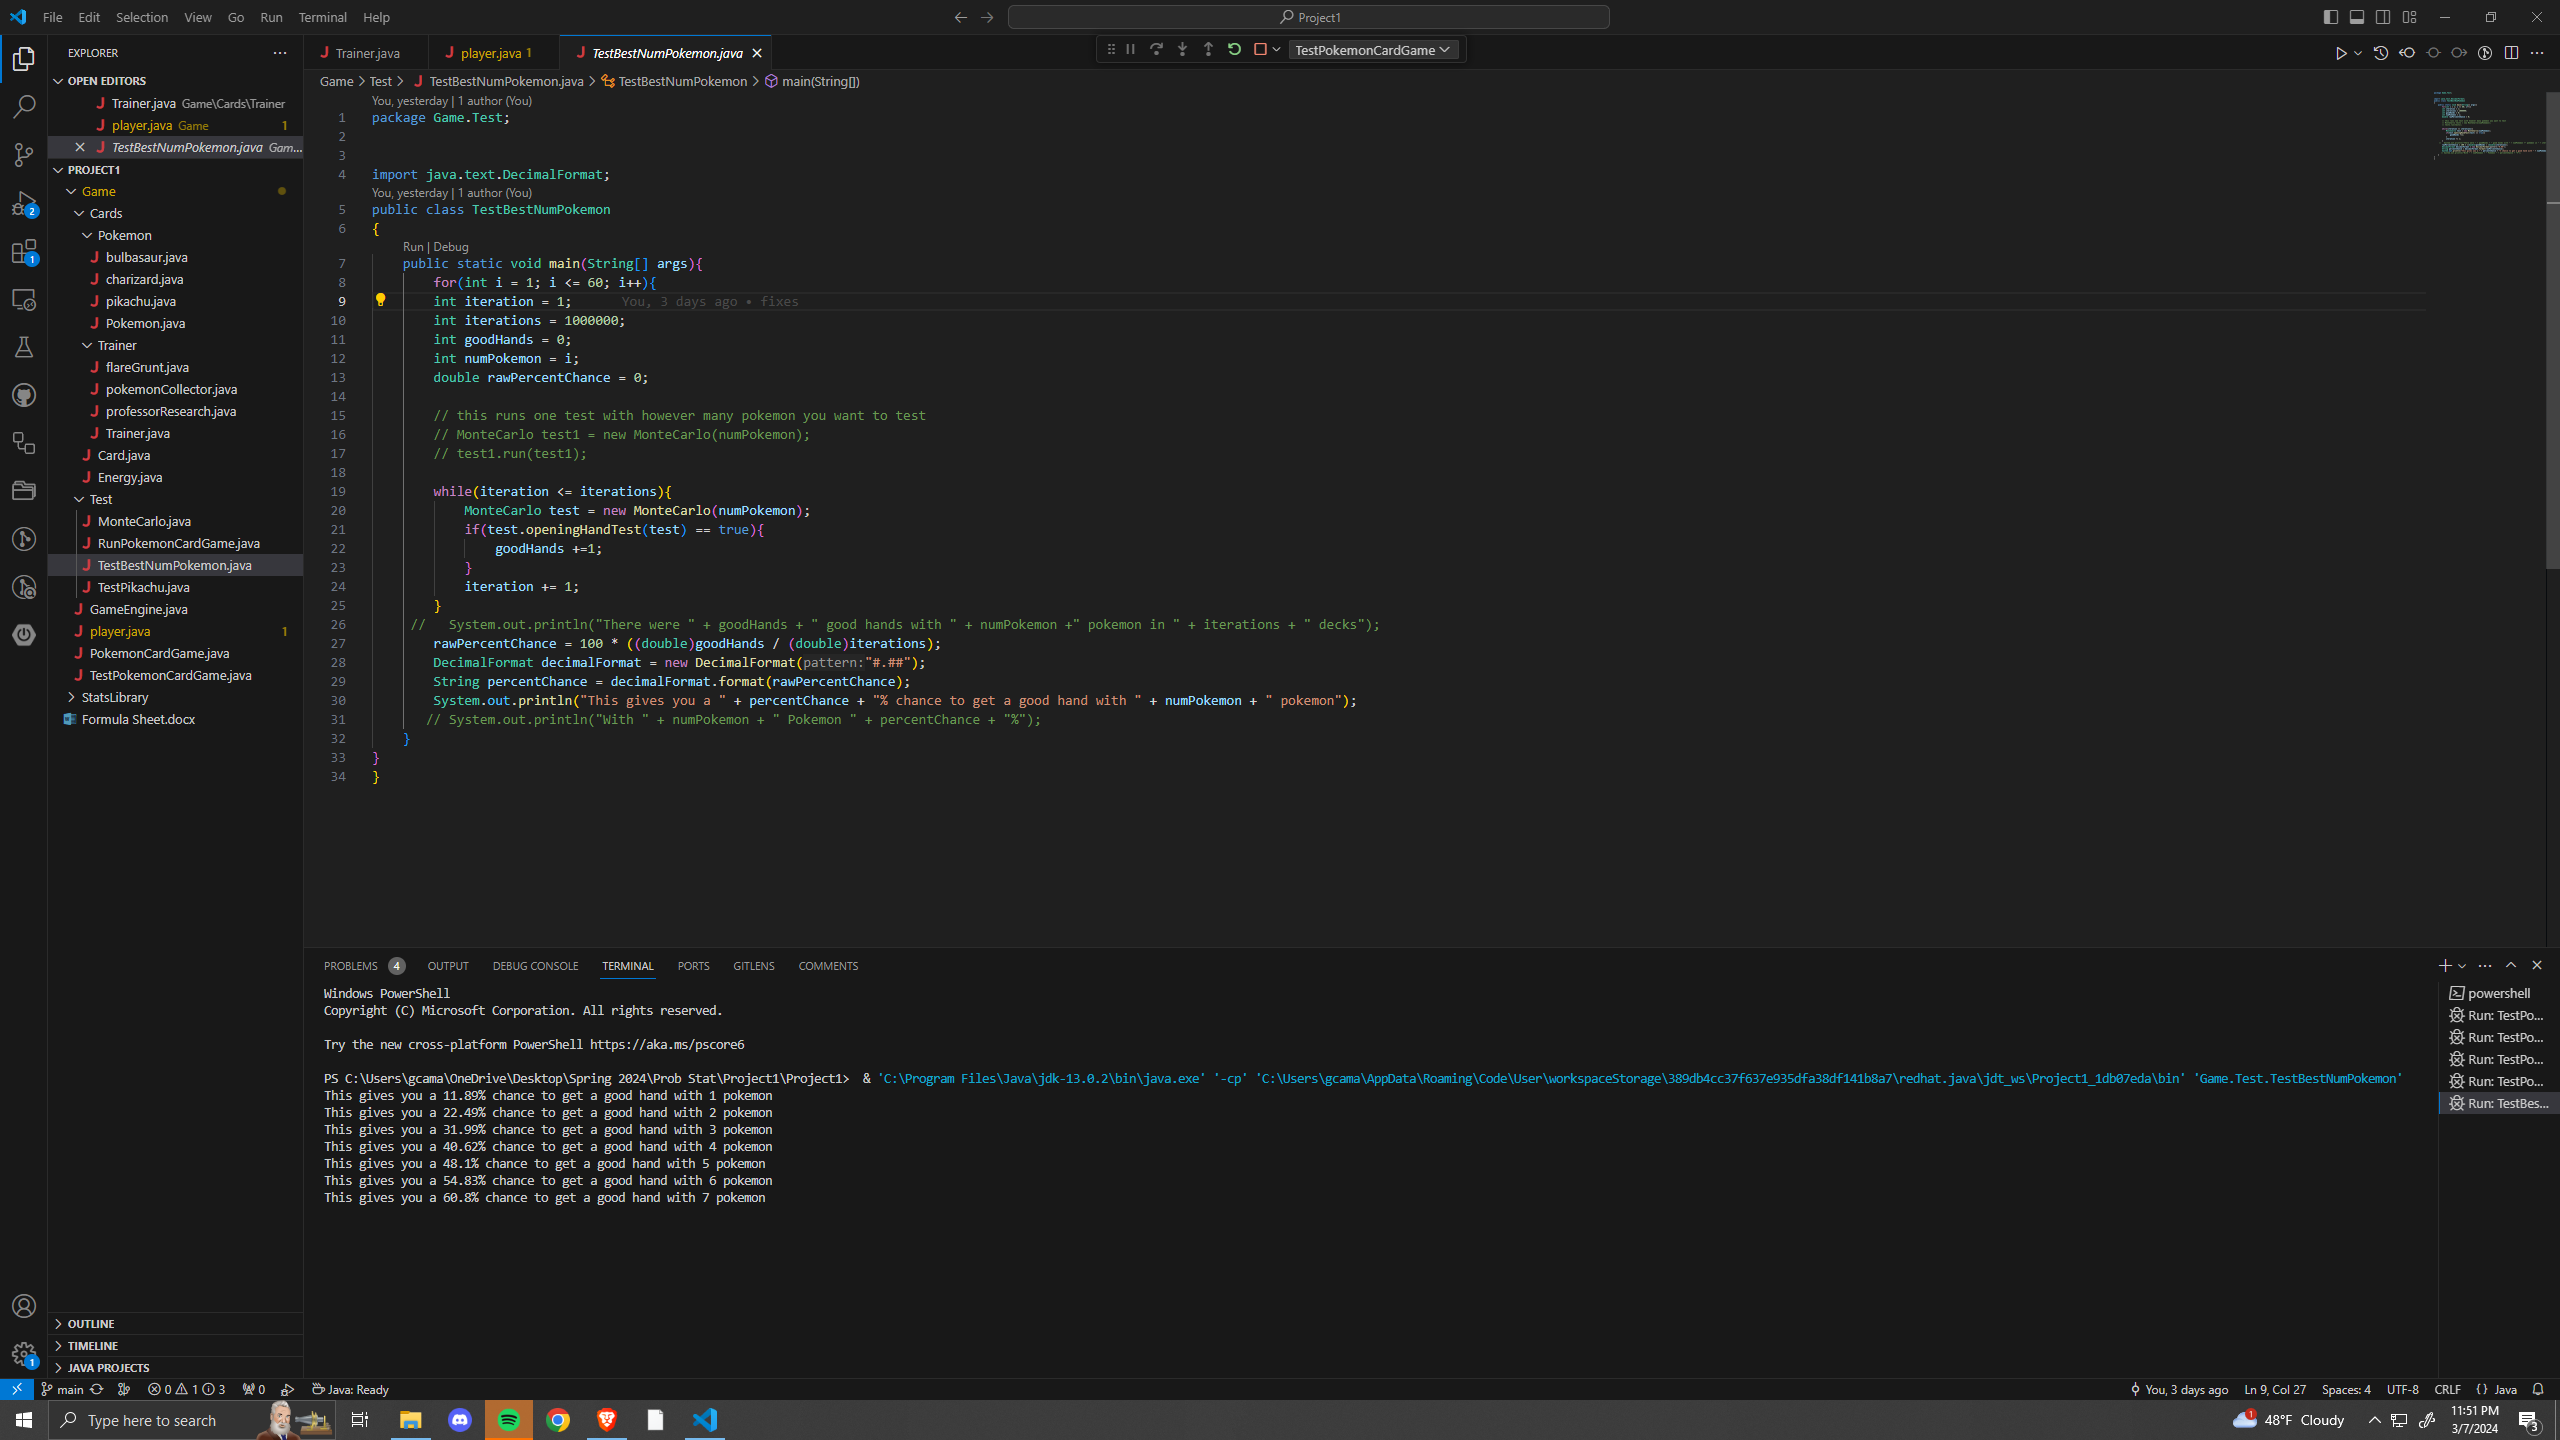 File Edit Selection View Go Run Terminal Help
Project1
EXPLORER
OPEN EDITORS
Trainer.java Game\Cards\Trainer
player.java Game 1
TestBestNumPokemon.java Gam...
PROJECT1
Game
Cards
Pokemon
bulbasaur.java
charizard.java
pikachu.java
Pokemon.java
Trainer
flareGrunt.java
pokemonCollector.java
professorResearch.java
Trainer.java
Card.java
Energy.java
Test
MonteCarlo.java
RunPokemonCardGame.java
TestBestNumPokemon.java
TestPikachu.java
GameEngine.java
player.java 1
PokemonCardGame.java
TestPokemonCardGame.java
StatsLibrary
Formula Sheet.docx
OUTLINE
TIMELINE
JAVA PROJECTS
2
1
1
Trainer.java player.java 1 TestBestNumPokemon.java
TestPokemonCardGame
Game > Test > TestBestNumPokemon.java > TestBestNumPokemon > main(String[])
You, yesterday | 1 author (You)
1 package Game.Test;
2
3
4 import java.text.DecimalFormat;
You, yesterday | 1 author (You)
5 public class TestBestNumPokemon
6 {
Run | Debug
7 public static void main(String[] args){
8 for(int i = 1; i <= 60; i++){
9 int iteration = 1; You, 3 days ago • fixes
10 int iterations = 1000000;
11 int goodHands = 0;
12 int numPokemon = i;
13 double rawPercentChance = 0;
14
15 // this runs one test with however many pokemon you want to test
16 // MonteCarlo test1 = new MonteCarlo(numPokemon);
17 // test1.run(test1);
18
19 while(iteration <= iterations){
20 MonteCarlo test = new MonteCarlo(numPokemon);
21 if(test.openingHandTest(test) == true){
22 goodHands +=1;
23 }
24 iteration += 1;
25 }
26 // System.out.println("There were " + goodHands + " good hands with " + numPokemon +" pokemon in " + iterations + " decks");
27 rawPercentChance = 100 * ((double)goodHands / (double)iterations);
28 DecimalFormat decimalFormat = new DecimalFormat(pattern:"#.##");
29 String percentChance = decimalFormat.format(rawPercentChance);
30 System.out.println("This gives you a " + percentChance + "% chance to get a good hand with " + numPokemon + " pokemon");
31 // System.out.println("With " + numPokemon + " Pokemon " + percentChance + "%");
32 }
33 }
34 }
PROBLEMS 4 OUTPUT DEBUG CONSOLE TERMINAL PORTS GITLENS COMMENTS
Windows PowerShell
Copyright (C) Microsoft Corporation. All rights reserved.
Try the new cross-platform PowerShell https://aka.ms/pscore6
PS C:\Users\gcama\OneDrive\Desktop\Spring 2024\Prob Stat\Project1\Project1> & 'C:\Program Files\Java\jdk-13.0.2\bin\java.exe' '-cp' 'C:\Users\gcama\AppData\Roaming\Code\User\workspaceStorage\389db4cc37f637e935dfa38df141b8a7\redhat.java\jdt_ws\Project1_1db07eda\bin' 'Game.Test.TestBestNumPokemon'
This gives you a 11.89% chance to get a good hand with 1 pokemon
This gives you a 22.49% chance to get a good hand with 2 pokemon
This gives you a 31.99% chance to get a good hand with 3 pokemon
This gives you a 40.62% chance to get a good hand with 4 pokemon
This gives you a 48.1% chance to get a good hand with 5 pokemon
This gives you a 54.83% chance to get a good hand with 6 pokemon
This gives you a 60.8% chance to get a good hand with 7 pokemon
powershell
Run: TestPo...
Run: TestPo...
Run: TestPo...
Run: TestPo...
Run: TestBes...
main 0 1 3 0 Java: Ready
You, 3 days ago Ln 9, Col 27 Spaces: 4 UTF-8 CRLF {} Java
Type here to search
1 48°F Cloudy
11:51 PM
3/7/2024
3